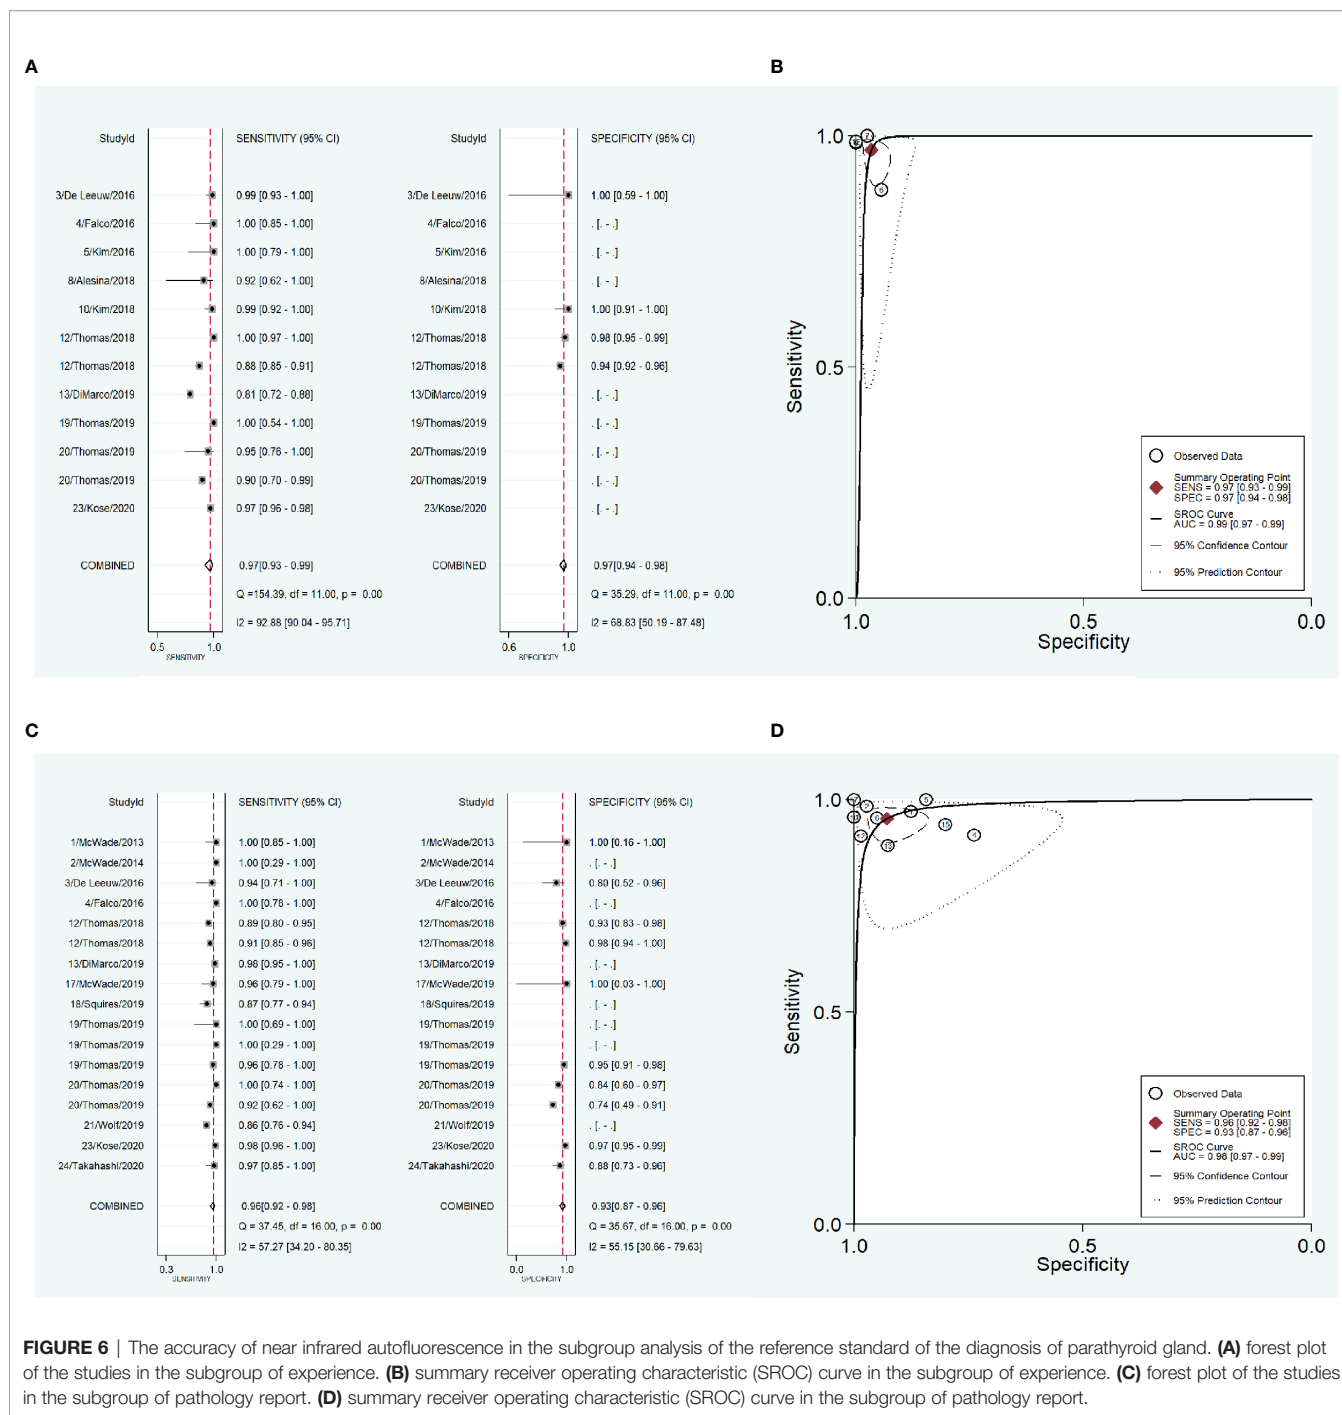 A
StudyId SENSITIVITY (95% CI)
3/De Leeuw/2016 0.99 [0.93 - 1.00]
4/Falco/2016 1.00 [0.85 - 1.00]
5/Kim/2016 1.00 [0.79 - 1.00]
8/Alesina/2018 0.92 [0.62 - 1.00]
10/Kim/2018 0.99 [0.92 - 1.00]
12/Thomas/2018 1.00 [0.97 - 1.00]
12/Thomas/2018 0.88 [0.85 - 0.91]
13/DiMarco/2019 0.81 [0.72 - 0.88]
19/Thomas/2019 1.00 [0.54 - 1.00]
20/Thomas/2019 0.95 [0.76 - 1.00]
20/Thomas/2019 0.90 [0.70 - 0.99]
23/Kose/2020 0.97 [0.96 - 0.98]
COMBINED 0.97[0.93 - 0.99]
Q =154.39, df = 11.00, p = 0.00
I2 = 92.88 [90.04 - 95.71]
0.5 1.0
SENSITIVITY
StudyId SPECIFICITY (95% CI)
3/De Leeuw/2016 1.00 [0.59 - 1.00]
4/Falco/2016 . [. - .]
5/Kim/2016 . [. - .]
8/Alesina/2018 . [. - .]
10/Kim/2018 1.00 [0.91 - 1.00]
12/Thomas/2018 0.98 [0.95 - 0.99]
12/Thomas/2018 0.94 [0.92 - 0.96]
13/DiMarco/2019 . [. - .]
19/Thomas/2019 . [. - .]
20/Thomas/2019 . [. - .]
20/Thomas/2019 . [. - .]
23/Kose/2020 . [. - .]
COMBINED 0.97[0.94 - 0.98]
Q = 35.29, df = 11.00, p = 0.00
I2 = 68.83 [50.19 - 87.48]
0.6 1.0
SPECIFICITY
B
1.0
0.5
0.0
Sensitivity
7
6
Observed Data
Summary Operating Point
SENS = 0.97 [0.93 - 0.99]
SPEC = 0.97 [0.94 - 0.98]
SROC Curve
AUC = 0.99 [0.97 - 0.99]
95% Confidence Contour
95% Prediction Contour
1.0 0.5 0.0
Specificity
C
StudyId SENSITIVITY (95% CI)
1/McWade/2013 1.00 [0.85 - 1.00]
2/McWade/2014 1.00 [0.29 - 1.00]
3/De Leeuw/2016 0.94 [0.71 - 1.00]
4/Falco/2016 1.00 [0.78 - 1.00]
12/Thomas/2018 0.89 [0.80 - 0.95]
12/Thomas/2018 0.91 [0.85 - 0.96]
13/DiMarco/2019 0.98 [0.95 - 1.00]
17/McWade/2019 0.96 [0.79 - 1.00]
18/Squires/2019 0.87 [0.77 - 0.94]
19/Thomas/2019 1.00 [0.69 - 1.00]
19/Thomas/2019 1.00 [0.29 - 1.00]
19/Thomas/2019 0.96 [0.78 - 1.00]
20/Thomas/2019 1.00 [0.74 - 1.00]
20/Thomas/2019 0.92 [0.62 - 1.00]
21/Wolf/2019 0.86 [0.76 - 0.94]
23/Kose/2020 0.98 [0.96 - 1.00]
24/Takahashi/2020 0.97 [0.85 - 1.00]
COMBINED 0.96[0.92 - 0.98]
Q = 37.45, df = 16.00, p = 0.00
I2 = 57.27 [34.20 - 80.35]
0.3 1.0
SENSITIVITY
StudyId SPECIFICITY (95% CI)
1/McWade/2013 1.00 [0.16 - 1.00]
2/McWade/2014 . [. - .]
3/De Leeuw/2016 0.80 [0.52 - 0.96]
4/Falco/2016 . [. - .]
12/Thomas/2018 0.93 [0.83 - 0.98]
12/Thomas/2018 0.98 [0.94 - 1.00]
13/DiMarco/2019 . [. - .]
17/McWade/2019 1.00 [0.03 - 1.00]
18/Squires/2019 . [. - .]
19/Thomas/2019 . [. - .]
19/Thomas/2019 . [. - .]
19/Thomas/2019 0.95 [0.91 - 0.98]
20/Thomas/2019 0.84 [0.60 - 0.97]
20/Thomas/2019 0.74 [0.49 - 0.91]
21/Wolf/2019 . [. - .]
23/Kose/2020 0.97 [0.95 - 0.99]
24/Takahashi/2020 0.88 [0.73 - 0.96]
COMBINED 0.93[0.87 - 0.96]
Q = 35.67, df = 16.00, p = 0.00
I2 = 55.15 [30.66 - 79.63]
0.0 1.0
SPECIFICITY
D
1.0
0.5
0.0
Sensitivity
2
5
6
15
4
12
13
Observed Data
Summary Operating Point
SENS = 0.96 [0.92 - 0.98]
SPEC = 0.93 [0.87 - 0.96]
SROC Curve
AUC = 0.98 [0.97 - 0.99]
95% Confidence Contour
95% Prediction Contour
1.0 0.5 0.0
Specificity
FIGURE 6 | The accuracy of near infrared autofluorescence in the subgroup analysis of the reference standard of the diagnosis of parathyroid gland. (A) forest plot
of the studies in the subgroup of experience. (B) summary receiver operating characteristic (SROC) curve in the subgroup of experience. (C) forest plot of the studies
in the subgroup of pathology report. (D) summary receiver operating characteristic (SROC) curve in the subgroup of pathology report.